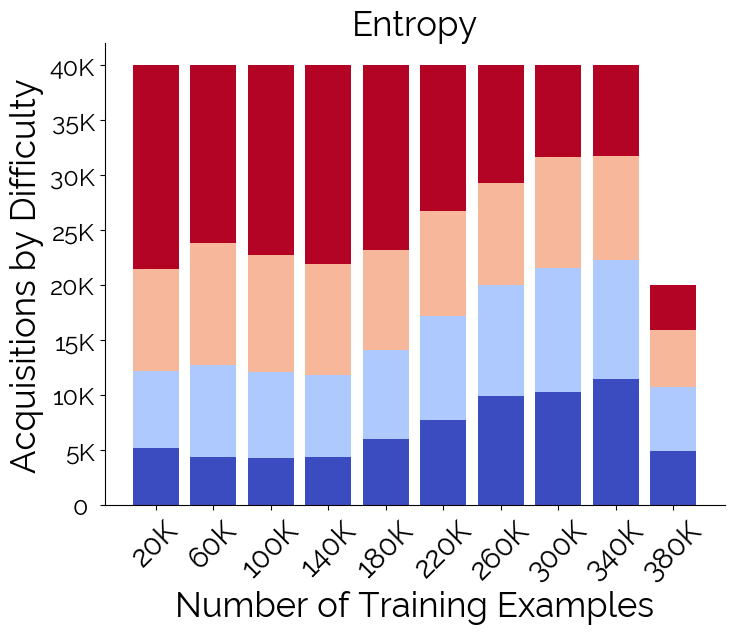 Entropy
Acquisitions by Difficulty
40K
35K
30K
25K
20K
15K
10K
5K
0
20K
60K
100K
140K
180K
220K
260K
300K
340K
380K
Number of Training Examples